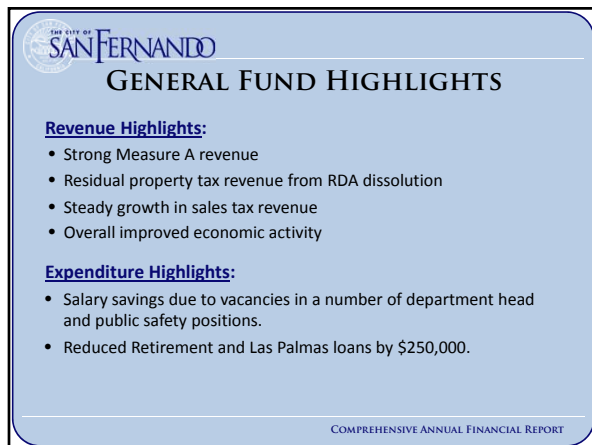 THE CITY OF
SAN FERNANDO
GENERAL FUND HIGHLIGHTS
Revenue Highlights:
• Strong Measure A revenue
• Residual property tax revenue from RDA dissolution
• Steady growth in sales tax revenue
• Overall improved economic activity
Expenditure Highlights:
• Salary savings due to vacancies in a number of department head
and public safety positions.
• Reduced Retirement and Las Palmas loans by $250,000.
COMPREHENSIVE ANNUAL FINANCIAL REPORT